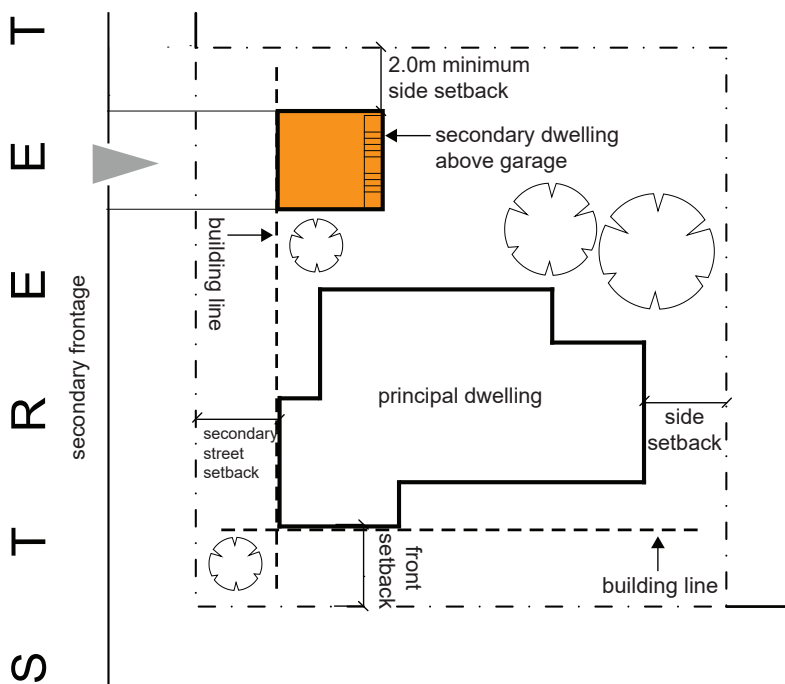 STREET
2.0m minimum
side setback
secondary dwelling
above garage
building line
secondary frontage
principal dwelling
secondary
street
setback
side
setback
front
setback
building line